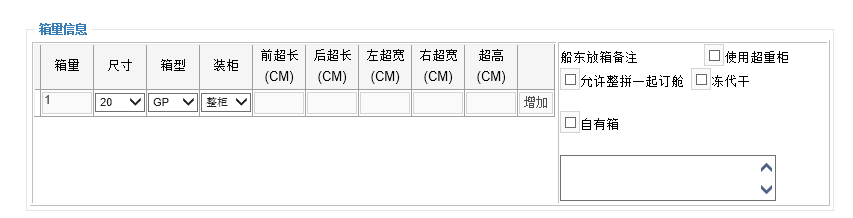 箱量信息
箱量 尺寸 箱型 装柜 前超长(CM) 后超长(CM) 左超宽(CM) 右超宽(CM) 超高(CM)
1 20 GP 整柜 增加
船东放箱备注 使用超重柜
允许整拼一起订舱 冻代干
自有箱